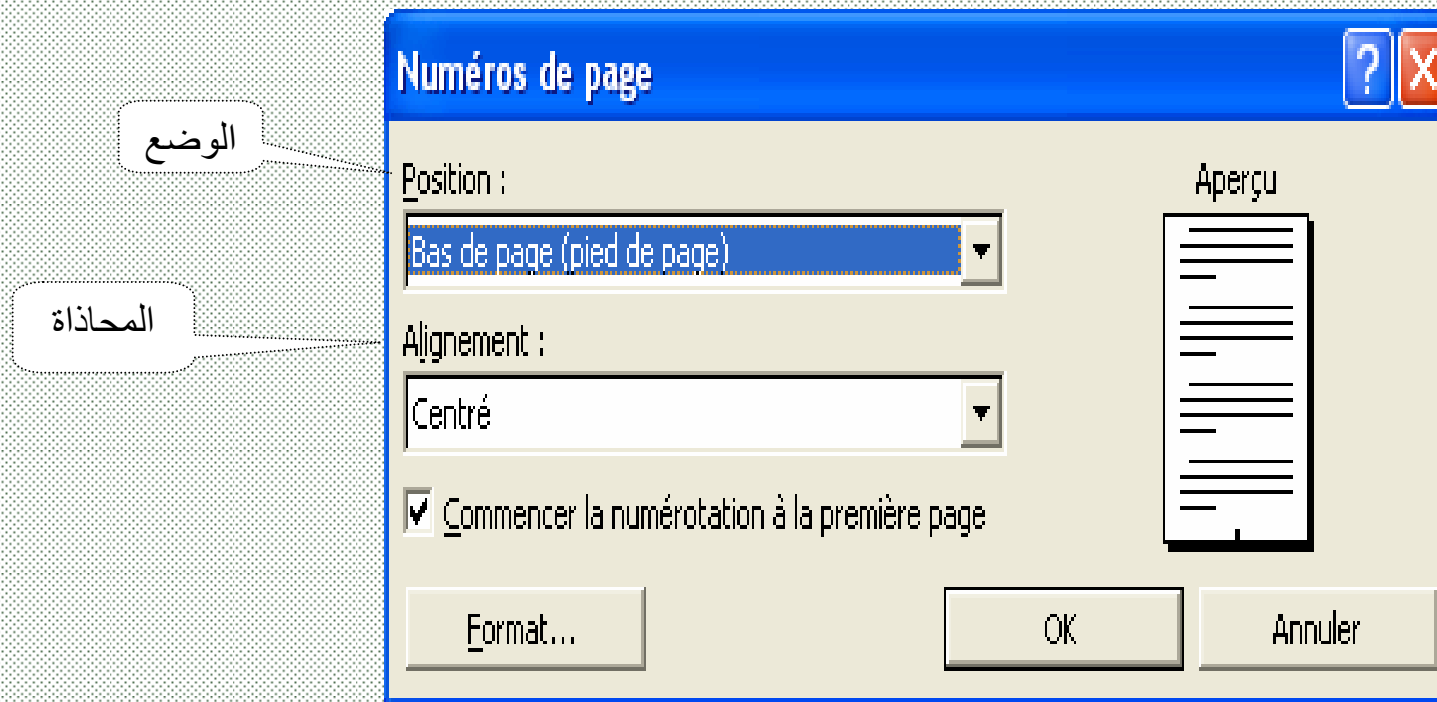 Numéros de page
الوضع
Position :
Aperçu
Bas de page (pied de page)
المحاذاة
Alignement :
Centré
Commencer la numérotation à la première page
Format...
OK
Annuler